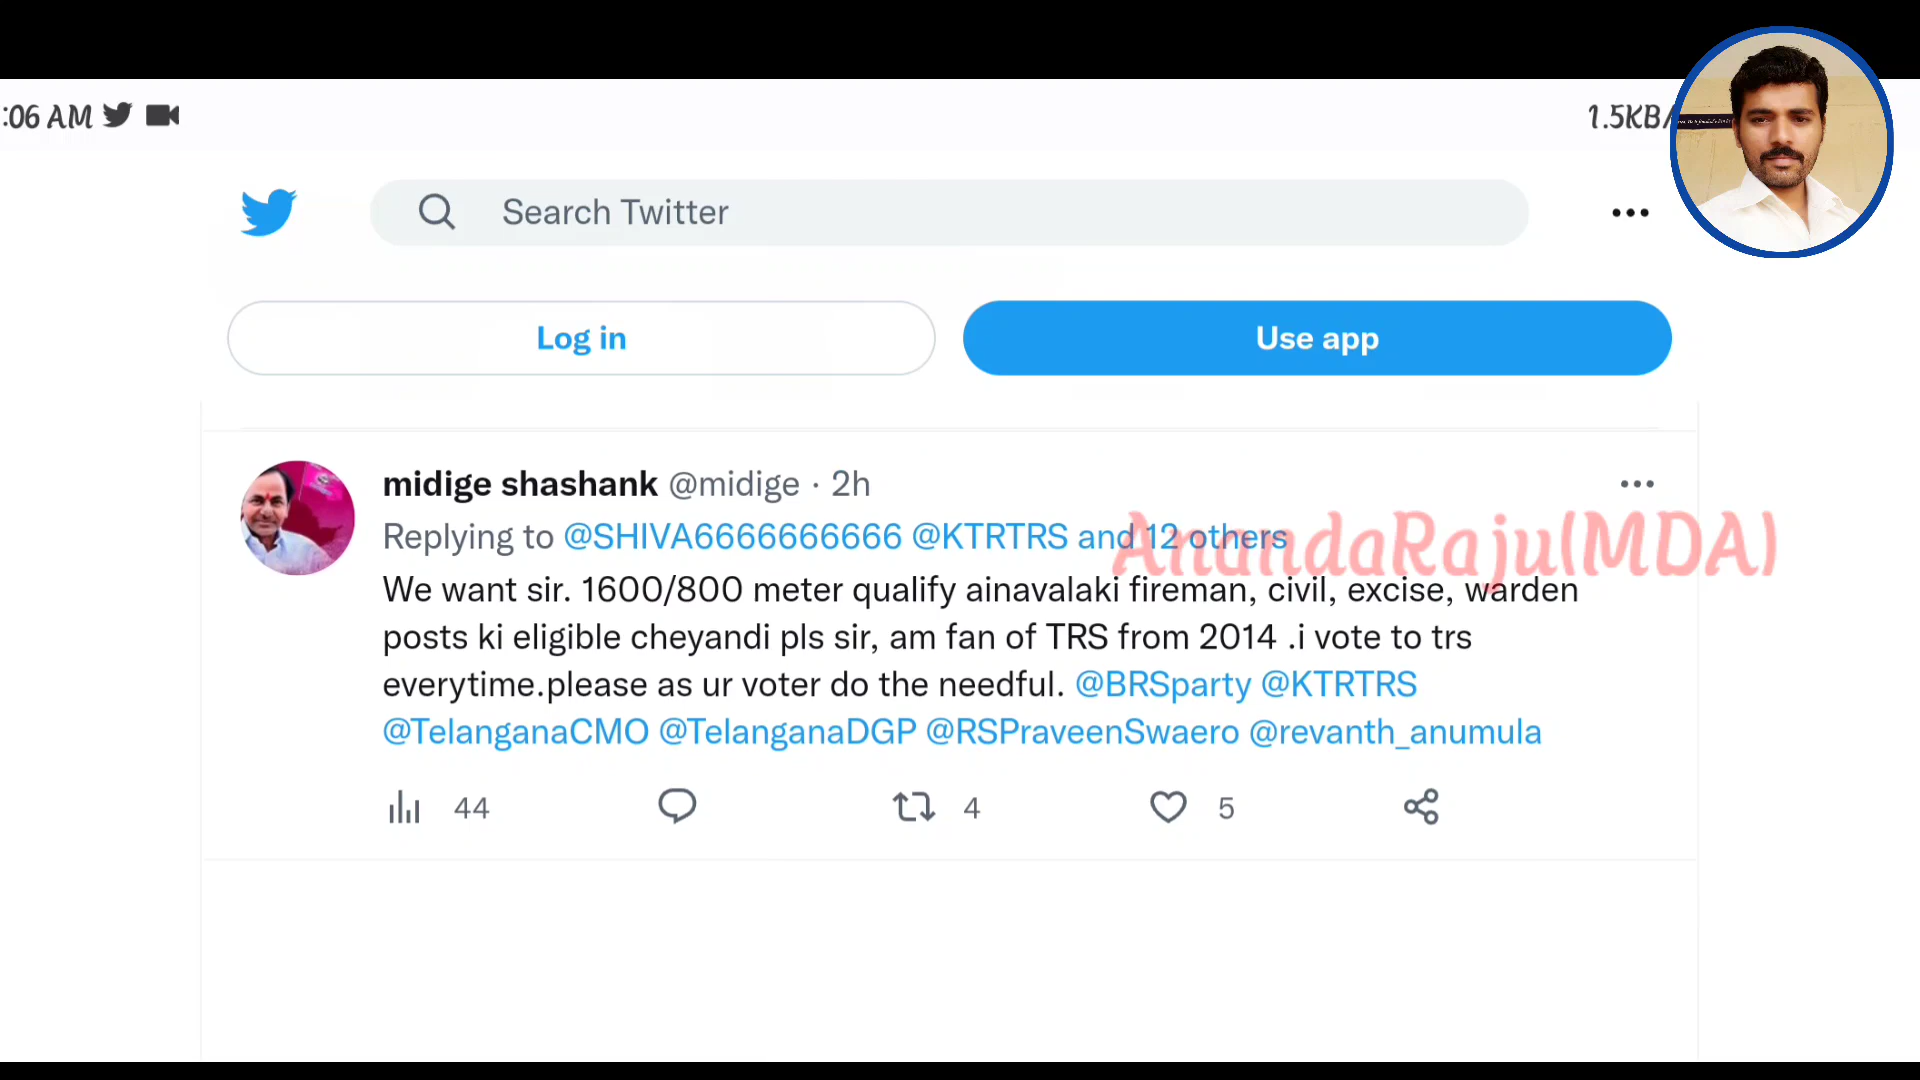 :06 AM
1.5KB/
Search Twitter
Log in
Use app
midige shashank @midige · 2h
Replying to @SHIVA6666666666 @KTRTRS and 12 others
AnandaRaju(MDA)
We want sir. 1600/800 meter qualify ainavalaki fireman, civil, excise, warden
posts ki eligible cheyandi pls sir, am fan of TRS from 2014 .i vote to trs
everytime.please as ur voter do the needful. @BRSparty @KTRTRS
@TelanganaCMO @TelanganaDGP @RSPraveenSwaero @revanth_anumula
44
4
5